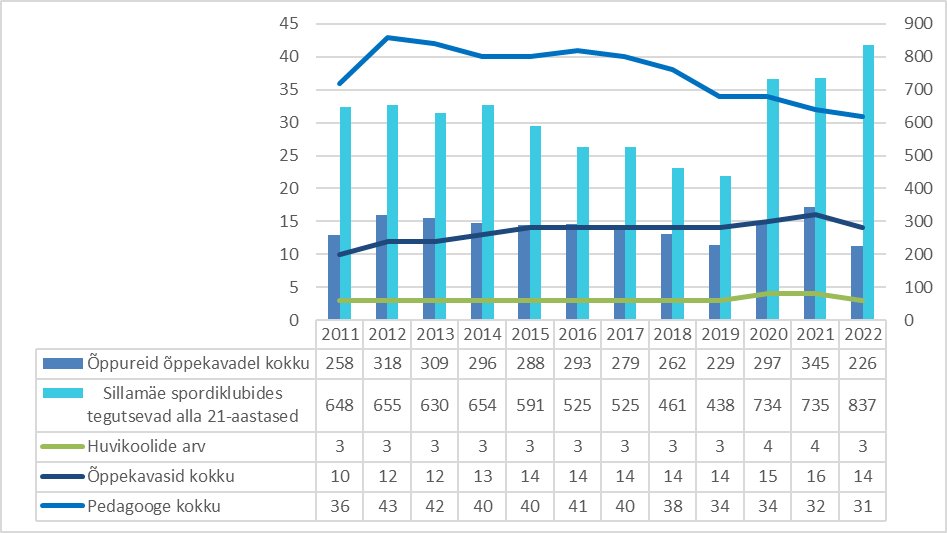 45 900
40 800
35 700
30 600
25 500
20 400
15 300
10 200
5 100
0 0
2011 2012 2013 2014 2015 2016 2017 2018 2019 2020 2021 2022
Õppureid õppekavadel kokku 258 318 309 296 288 293 279 262 229 297 345 226
Sillamäe spordiklubides
tegutsevad alla 21-aastased 648 655 630 654 591 525 525 461 438 734 735 837
Huvikoolide arv 3 3 3 3 3 3 3 3 3 4 4 3
Õppekavasid kokku 10 12 12 13 14 14 14 14 14 15 16 14
Pedagooge kokku 36 43 42 40 40 41 40 38 34 34 32 31